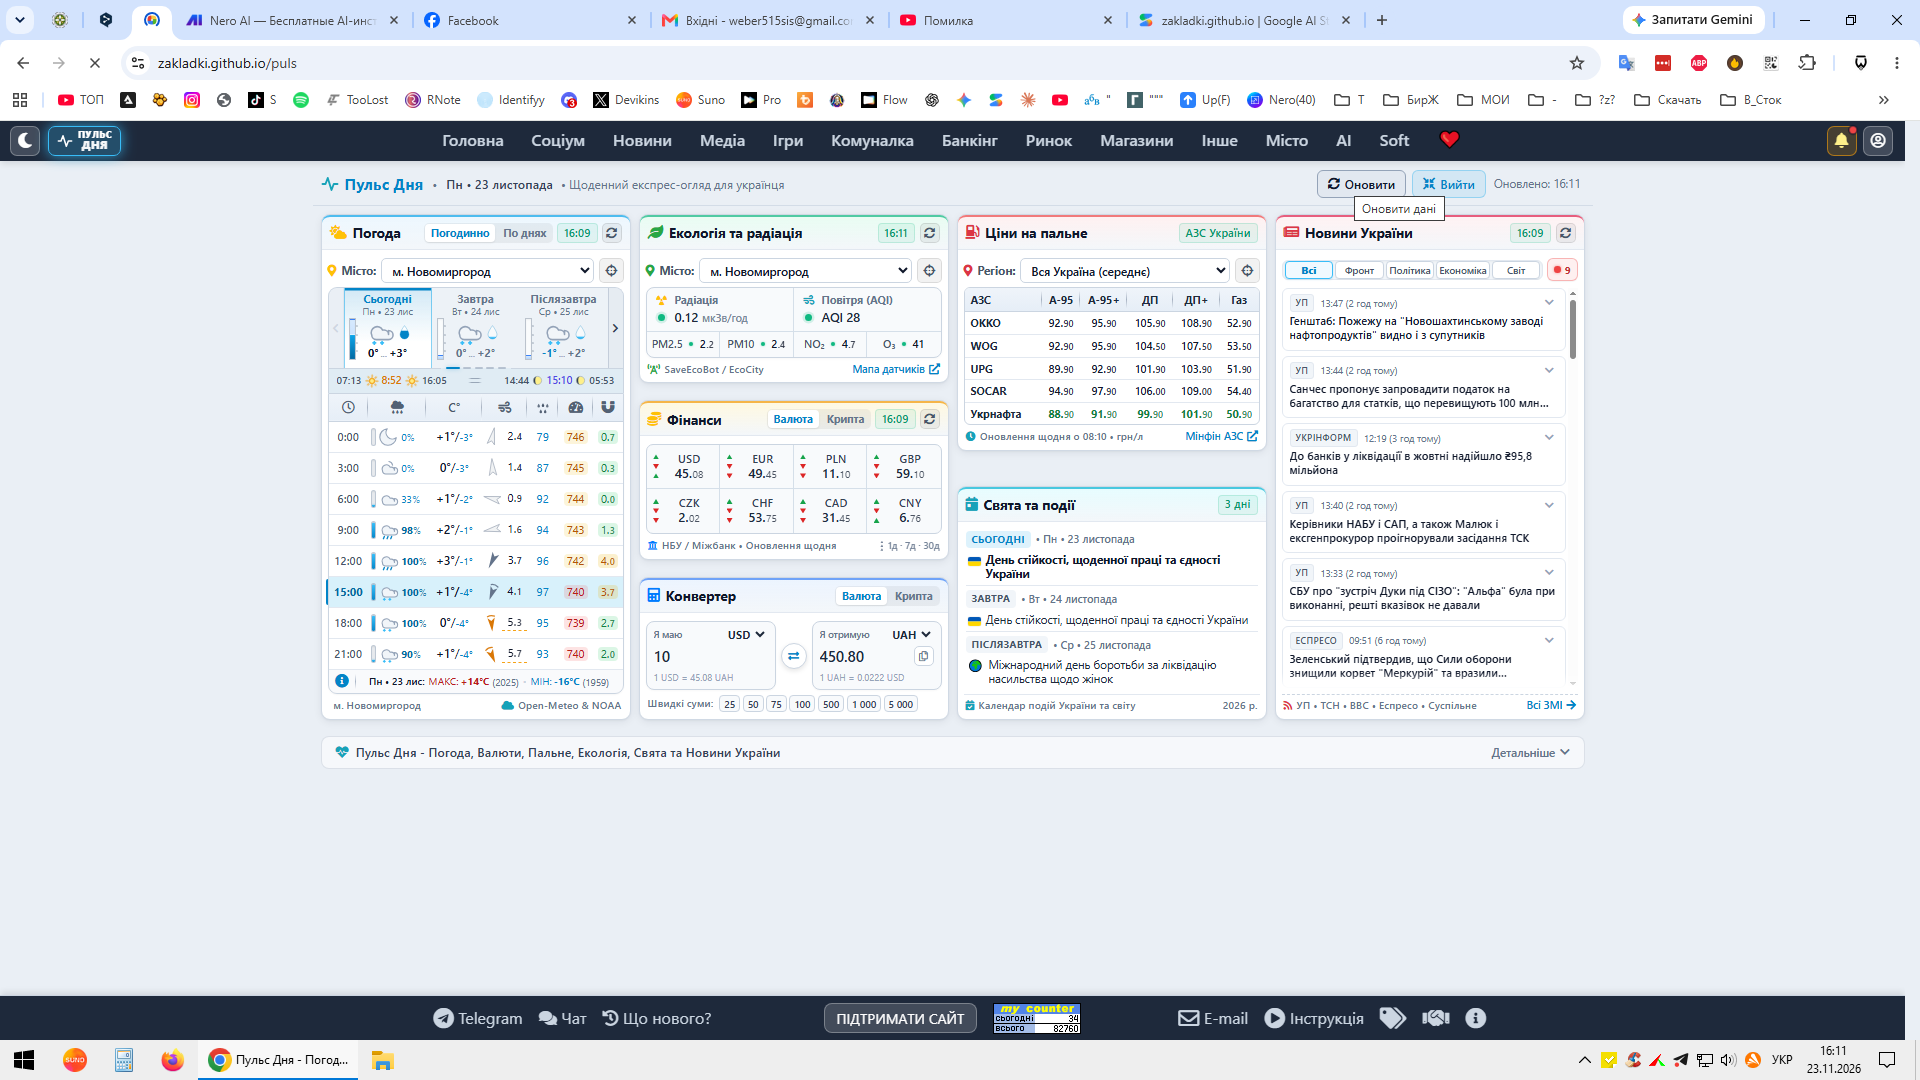 Nero AI — Бесплатные AI-инст
Facebook
Вхідні - weber515sis@gmail.co
Помилка
zakladki.github.io | Google AI St
Запитати Gemini
zakladki.github.io/puls
ТОП
S
TooLost
RNote
Identifyy
Devikins
Suno
Pro
Flow
Up(F)
Nero(40)
Т
БирЖ
МОИ
-
?z?
Скачать
В_Сток
ПУЛЬС ДНЯ
Головна
Соціум
Новини
Медіа
Ігри
Комуналка
Банкінг
Ринок
Магазини
Інше
Місто
AI
Soft
Пульс Дня • Пн • 23 листопада • Щоденний експрес-огляд для українця
Оновити
Вийти
Оновлено: 16:11
Оновити дані
Погода
Погодинно
По днях
16:09
Місто:
м. Новомиргород
Сьогодні
Пн • 23 лис
0° .. +3°
Завтра
Вт • 24 лис
0° .. +2°
Післязавтра
Ср • 25 лис
-1° .. +2°
07:13 8:52 16:05
14:44 15:10 05:53
C°
0:00 0% +1°/-3° 2.4 79 746 0.7
3:00 0% 0°/-3° 1.4 87 745 0.3
6:00 33% +1°/-2° 0.9 92 744 0.0
9:00 98% +2°/-1° 1.6 94 743 1.3
12:00 100% +3°/-1° 3.7 96 742 4.0
15:00 100% +1°/-4° 4.1 97 740 3.7
18:00 100% 0°/-4° 5.3 95 739 2.7
21:00 90% +1°/-4° 5.7 93 740 2.0
Пн • 23 лис: МАКС: +14°C (2025) · МІН: -16°C (1959)
м. Новомиргород
Open-Meteo & NOAA
Екологія та радіація
16:11
Місто:
м. Новомиргород
Радіація
0.12 мкЗв/год
Повітря (AQI)
AQI 28
PM2.5 • 2.2
PM10 • 2.4
NO₂ • 4.7
O₃ • 41
SaveEcoBot / EcoCity
Мапа датчиків
Фінанси
Валюта
Крипта
16:09
USD 45.08
EUR 49.45
PLN 11.10
GBP 59.10
CZK 2.02
CHF 53.75
CAD 31.45
CNY 6.76
НБУ / Міжбанк • Оновлення щодня
1д · 7д · 30д
Конвертер
Валюта
Крипта
Я маю
USD
10
1 USD = 45.08 UAH
Я отримую
UAH
450.80
1 UAH = 0.0222 USD
Швидкі суми: 25 50 75 100 500 1 000 5 000
Ціни на пальне
АЗС України
Регіон:
Вся Україна (середнє)
АЗС А-95 А-95+ ДП ДП+ Газ
ОККО 92.90 95.90 105.90 108.90 52.90
WOG 92.90 95.90 104.50 107.50 53.50
UPG 89.90 92.90 101.90 103.90 51.90
SOCAR 94.90 97.90 106.00 109.00 54.40
Укрнафта 88.90 91.90 99.90 101.90 50.90
Оновлення щодня о 08:10 • грн/л
Мінфін АЗС
Свята та події
3 дні
СЬОГОДНІ • Пн • 23 листопада
День стійкості, щоденної праці та єдності
України
ЗАВТРА • Вт • 24 листопада
День стійкості, щоденної праці та єдності України
ПІСЛЯЗАВТРА • Ср • 25 листопада
Міжнародний день боротьби за ліквідацію
насильства щодо жінок
Календар подій України та світу
2026 р.
Новини України
16:09
Всі
Фронт
Політика
Економіка
Світ
9
УП 13:47 (2 год тому)
Генштаб: Пожежу на "Новошахтинському заводі
нафтопродуктів" видно і з супутників
УП 13:44 (2 год тому)
Санчес пропонує запровадити податок на
багатство для статків, що перевищують 100 млн...
УКРІНФОРМ 12:19 (3 год тому)
До банків у ліквідації в жовтні надійшло ₴95,8
мільйона
УП 13:40 (2 год тому)
Керівники НАБУ і САП, а також Малюк і
ексгенпрокурор проігнорували засідання ТСК
УП 13:33 (2 год тому)
СБУ про "зустріч Дуки під СІЗО": "Альфа" була при
виконанні, решті вказівок не давали
ЕСПРЕСО 09:51 (6 год тому)
Зеленський підтвердив, що Сили оборони
знищили корвет "Меркурій" та вразили...
УП • ТСН • BBC • Еспресо • Суспільне
Всі ЗМІ
Пульс Дня - Погода, Валюти, Пальне, Екологія, Свята та Новини України
Детальніше
Telegram
Чат
Що нового?
ПІДТРИМАТИ САЙТ
my counter
сьогодні 34
всього 82760
E-mail
Інструкція
SUNO
Пульс Дня - Погод...
УКР
16:11
23.11.2026